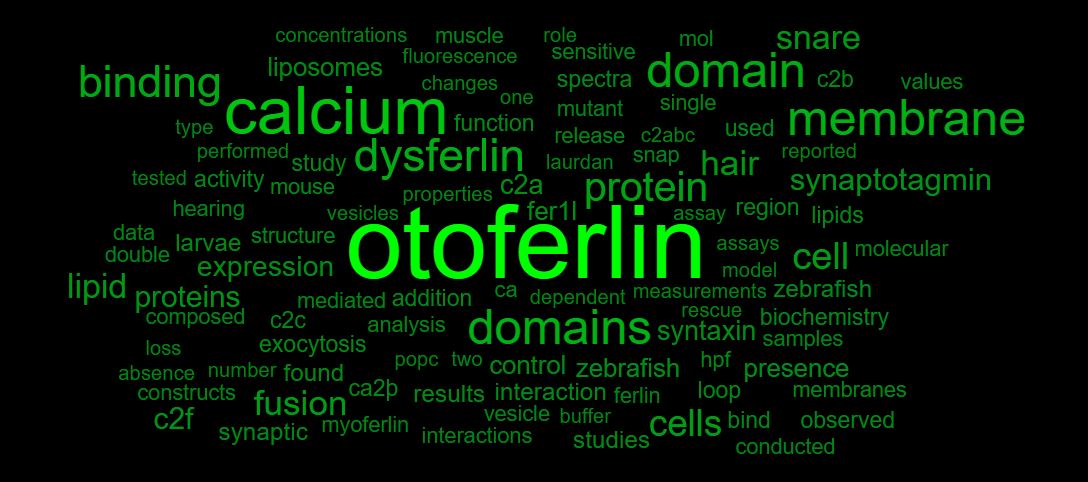 concentrations muscle role mol snare
fluorescence sensitive
binding liposomes changes spectra domain c2b values
calcium one mutant single membrane
type function release c2abc used
performed study dysferlin laurdan snap hair reported
tested activity mouse properties c2a protein synaptotagmin
hearing vesicles fer1l assay region lipids
data larvae structure otoferlin assays cell molecular
double expression model
lipid proteins mediated addition ca dependent measurements zebrafish
composed c2c analysis domains syntaxin rescue biochemistry
loss exocytosis samples
absence number found popc two control zebrafish hpf presence
constructs ca2p results interaction ferlin loop membranes
c2f fusion vesicle buffer cells bind observed
synaptic myoferlin interactions studies conducted